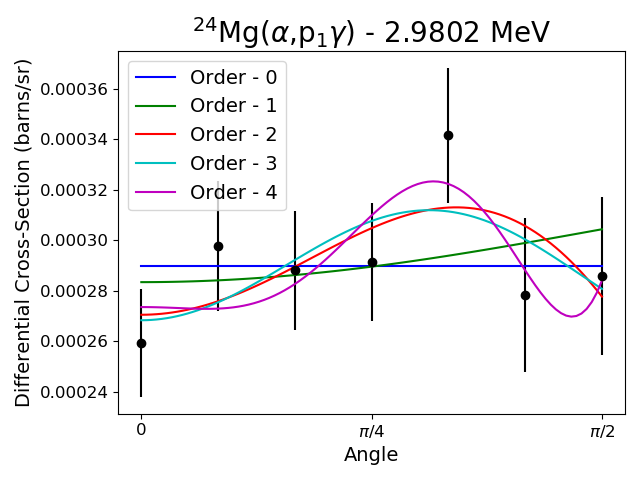 ²⁴Mg(α,p₁γ) - 2.9802 MeV
Differential Cross-Section (barns/sr)
0.00036
0.00034
0.00032
0.00030
0.00028
0.00026
0.00024
Order - 0
Order - 1
Order - 2
Order - 3
Order - 4
0
π/4
π/2
Angle